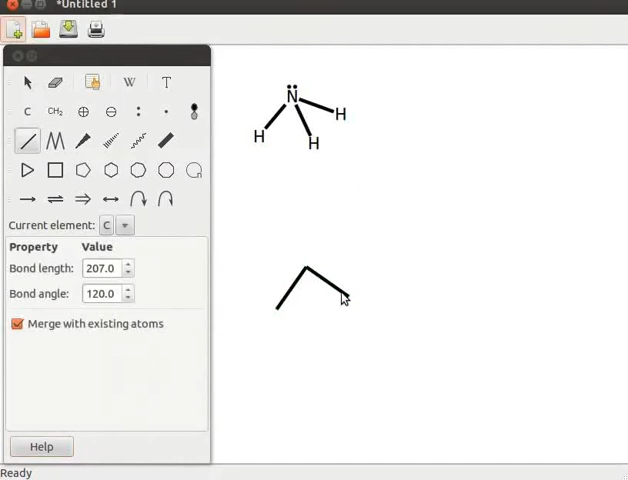 *Untitled 1
W T
C CH₂
n
Current element: C
Property Value
Bond length: 207.0
Bond angle: 120.0
Merge with existing atoms
Help
Ready
N
H
H
H